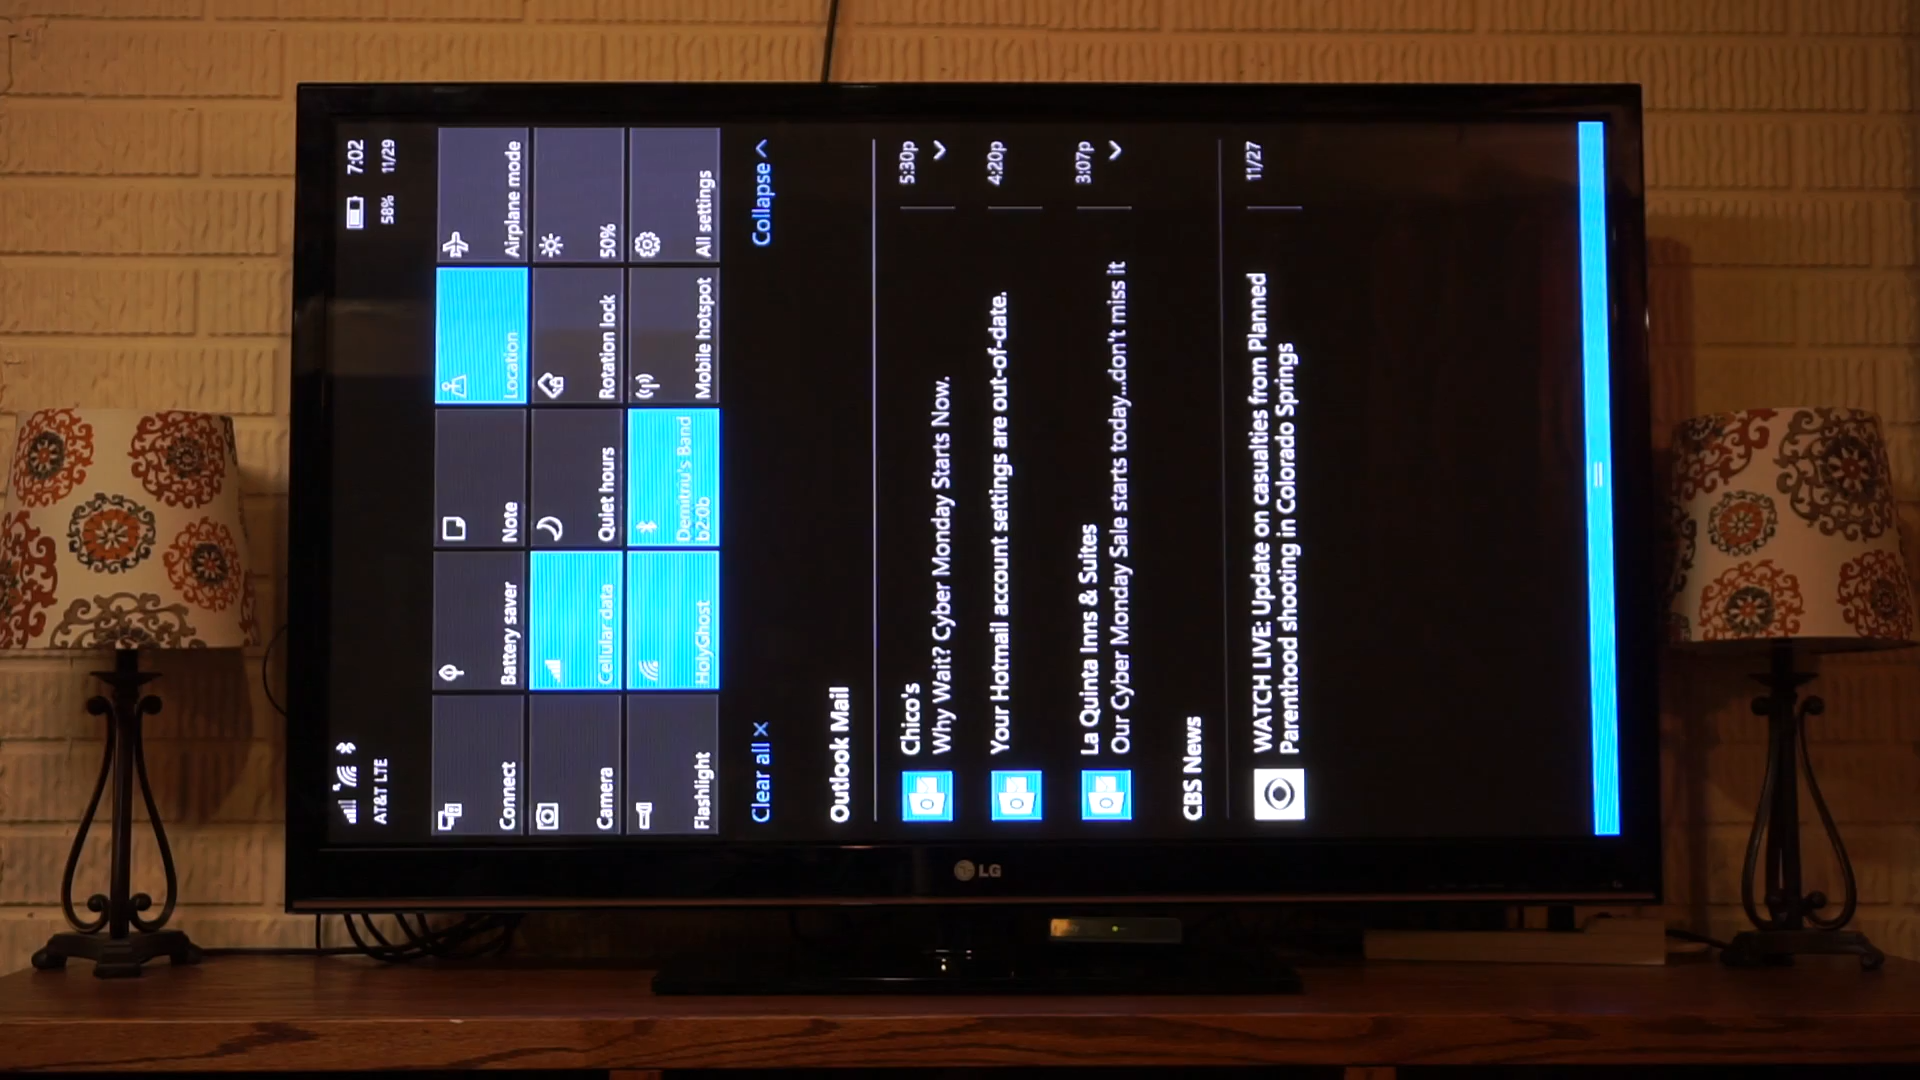 7:02
AT&T LTE 58% 11/29
Connect Battery saver Note Location Airplane mode
Camera Cellular data Quiet hours Rotation lock 50%
Flashlight HolyGhost Demitriu's Band b2:0b Mobile hotspot All settings
Clear all Collapse
Outlook Mail
Chico's 5:30p
Why Wait? Cyber Monday Starts Now.
Your Hotmail account settings are out-of-date. 4:20p
La Quinta Inns & Suites 3:07p
Our Cyber Monday Sale starts today...don't miss it
CBS News
WATCH LIVE: Update on casualties from Planned 11/27
Parenthood shooting in Colorado Springs
LG